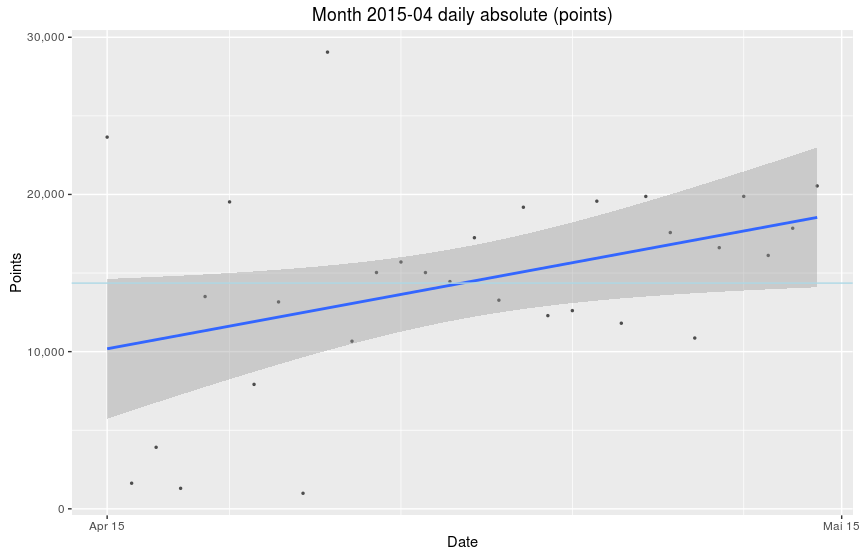 Month 2015-04 daily absolute (points)
30,000
20,000
10,000
0
Points
Apr 15
Mai 15
Date